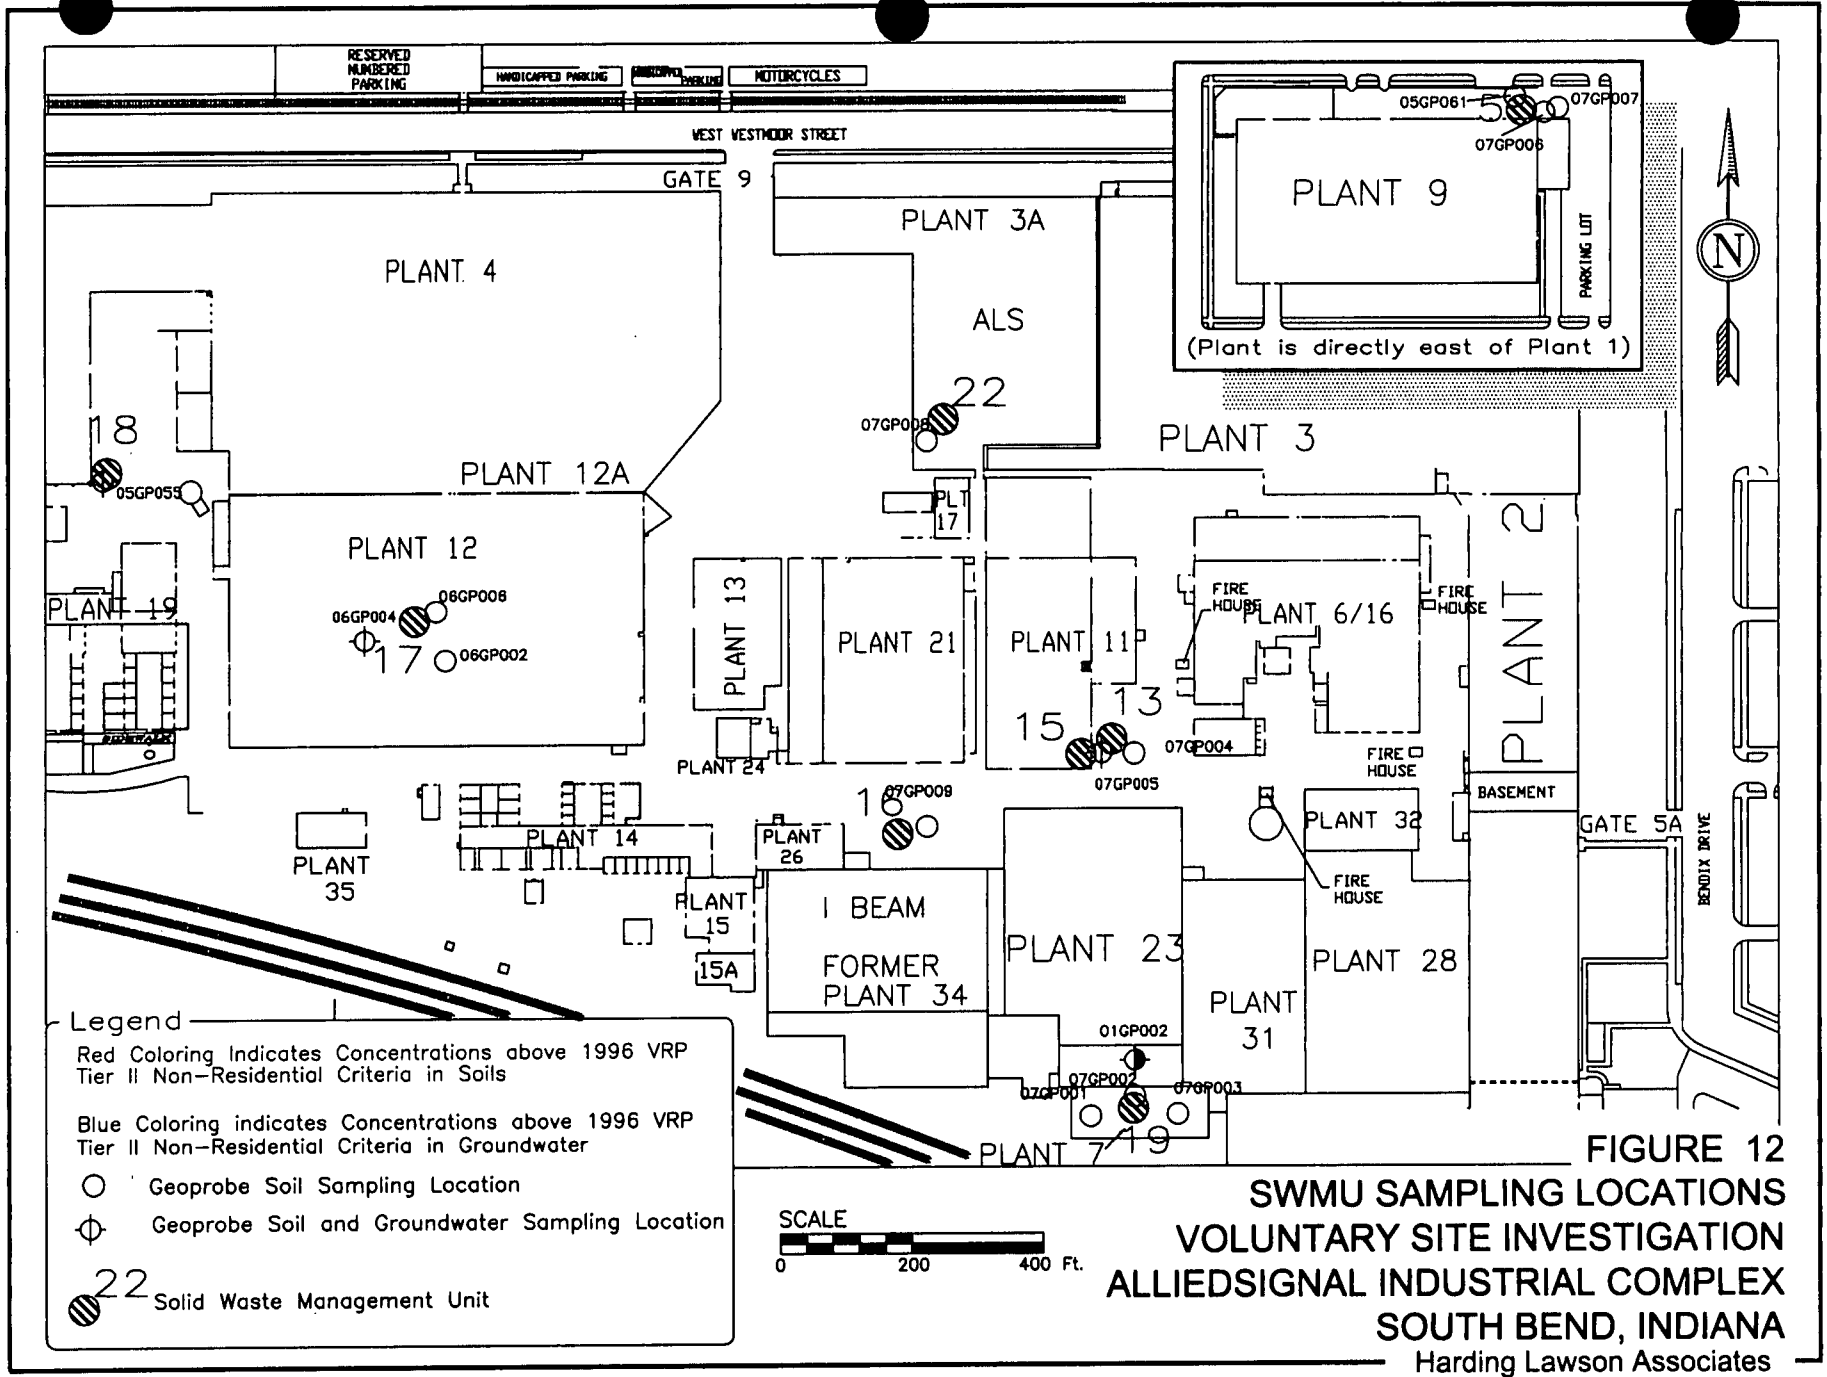 RESERVED
NUMBERED
PARKING
HANDICAPPED PARKING
PARKING
MOTORCYCLES
WEST WESTMOOR STREET
GATE 9
05GP061
5
07GP007
07GP006
PLANT 9
PARKING LOT
(Plant is directly east of Plant 1)
N
PLANT 3A
PLANT 4
ALS
22
07GP008
PLANT 3
18
05GP055
PLANT 12A
PLT
17
PLANT 2
PLANT 12
06GP006
06GP004
17
06GP002
PLANT 19
PLANT 13
PLANT 21
PLANT 11
FIRE
HOUSE
PLANT 6/16
FIRE
HOUSE
13
15
07GP004
07GP005
FIRE
HOUSE
PLANT 24
BASEMENT
1
07GP009
PLANT 14
PLANT
26
PLANT 32
GATE 5A
BENDIX DRIVE
PLANT
35
FIRE
HOUSE
PLANT
15
15A
I BEAM
FORMER
PLANT 34
PLANT 23
PLANT 28
PLANT
31
01GP002
07GP002
07GP001
07GP003
PLANT 7
19
Legend
Red Coloring Indicates Concentrations above 1996 VRP
Tier II Non-Residential Criteria in Soils
Blue Coloring indicates Concentrations above 1996 VRP
Tier II Non-Residential Criteria in Groundwater
Geoprobe Soil Sampling Location
Geoprobe Soil and Groundwater Sampling Location
22
Solid Waste Management Unit
SCALE
0 200 400 Ft.
FIGURE 12
SWMU SAMPLING LOCATIONS
VOLUNTARY SITE INVESTIGATION
ALLIEDSIGNAL INDUSTRIAL COMPLEX
SOUTH BEND, INDIANA
Harding Lawson Associates